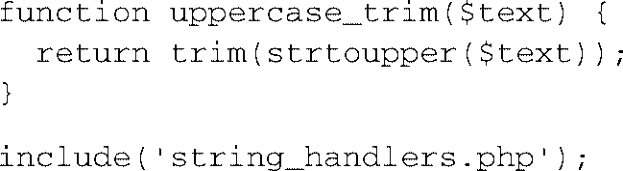 function uppercase_trim($text) {
  return trim(strtoupper($text));
}
include('string_handlers.php');